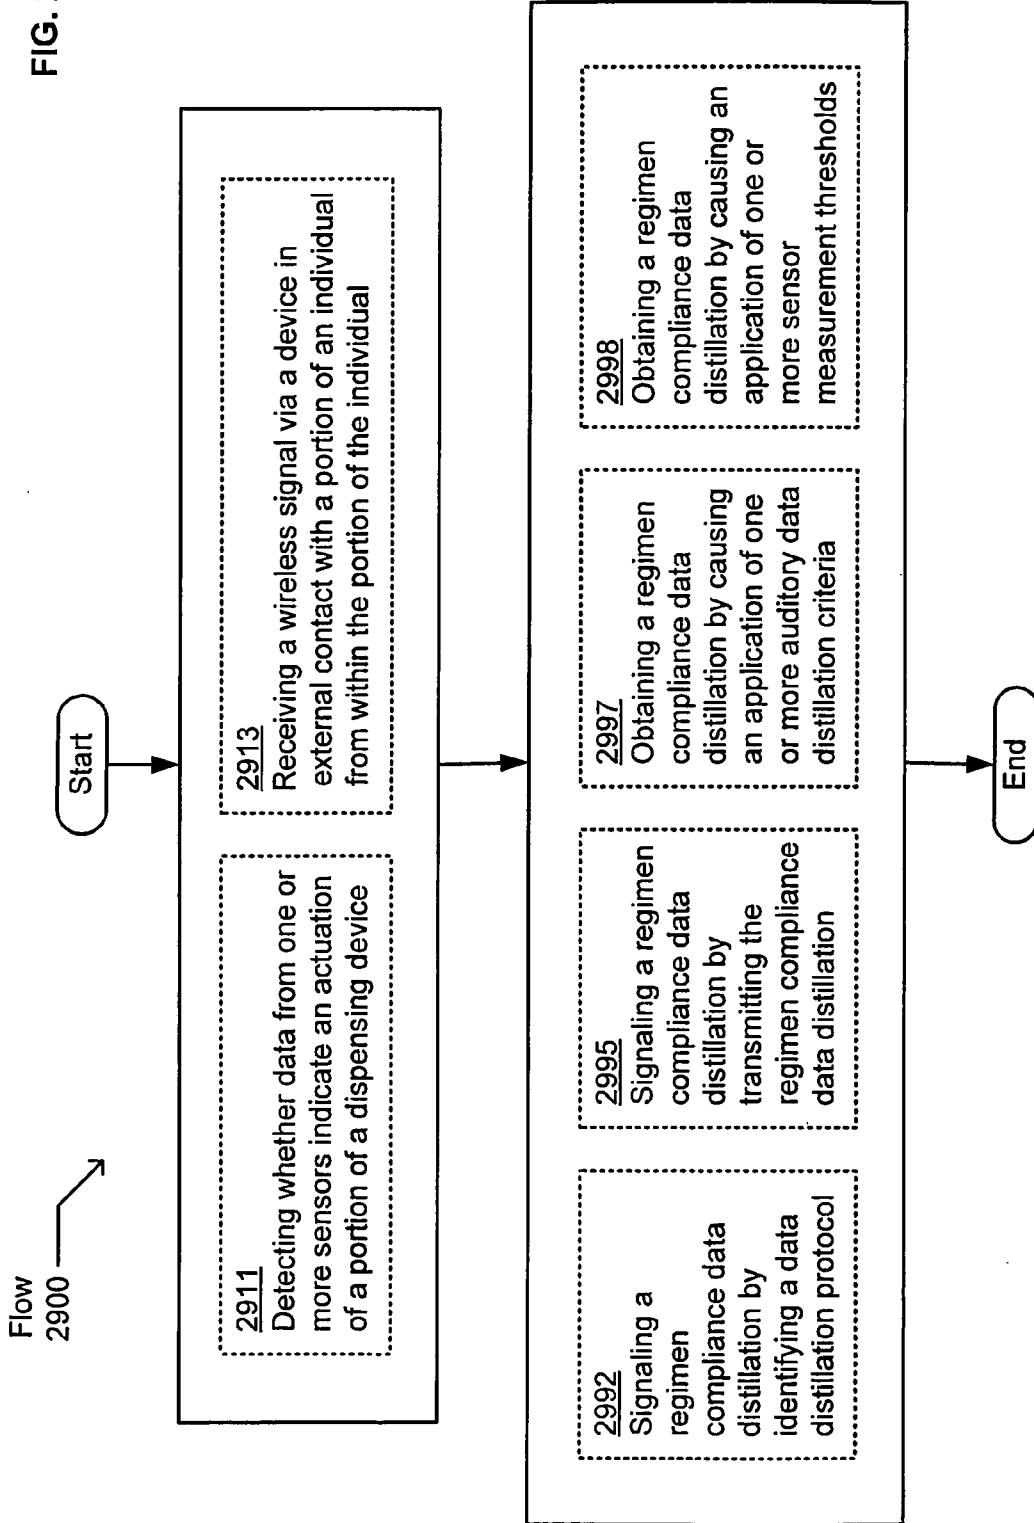 FIG.
Flow
2900
Start
2911
Detecting whether data from one or
more sensors indicate an actuation
of a portion of a dispensing device
2913
Receiving a wireless signal via a device in
external contact with a portion of an individual
from within the portion of the individual
2992
Signaling a
regimen
compliance data
distillation by
identifying a data
distillation protocol
2995
Signaling a regimen
compliance data
distillation by
transmitting the
regimen compliance
data distillation
2997
Obtaining a regimen
compliance data
distillation by causing
an application of one
or more auditory data
distillation criteria
2998
Obtaining a regimen
compliance data
distillation by causing an
application of one or
more sensor
measurement thresholds
End